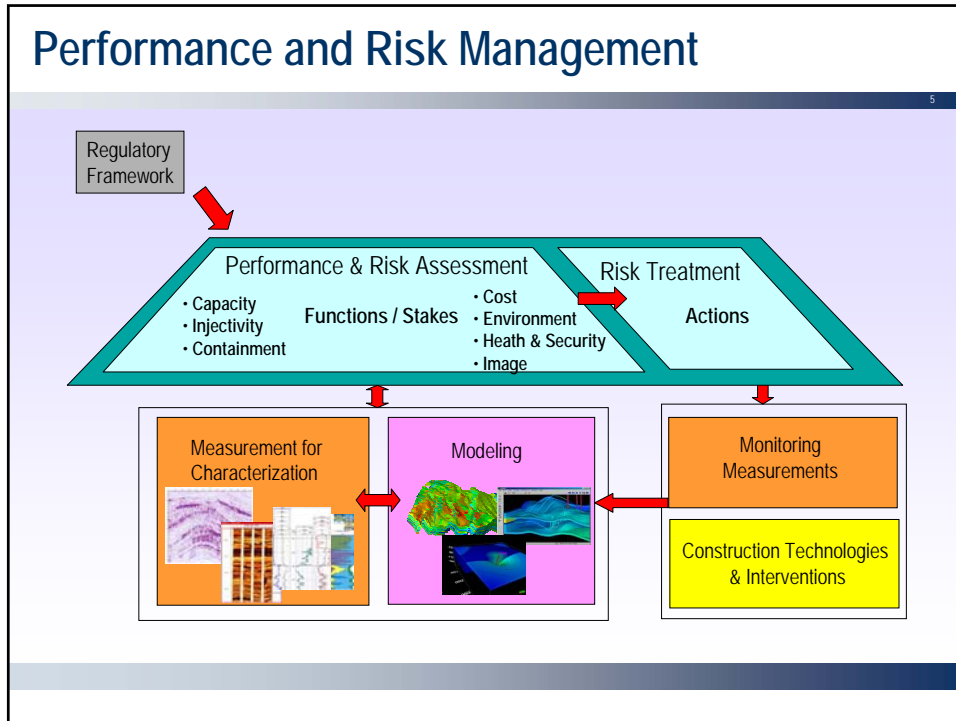 Performance and Risk Management
5
Regulatory
Framework
Performance & Risk Assessment
• Capacity
• Injectivity
• Containment
Functions / Stakes
• Cost
• Environment
• Heath & Security
• Image
Risk Treatment
Actions
Measurement for
Characterization
Modeling
Monitoring
Measurements
Construction Technologies
& Interventions